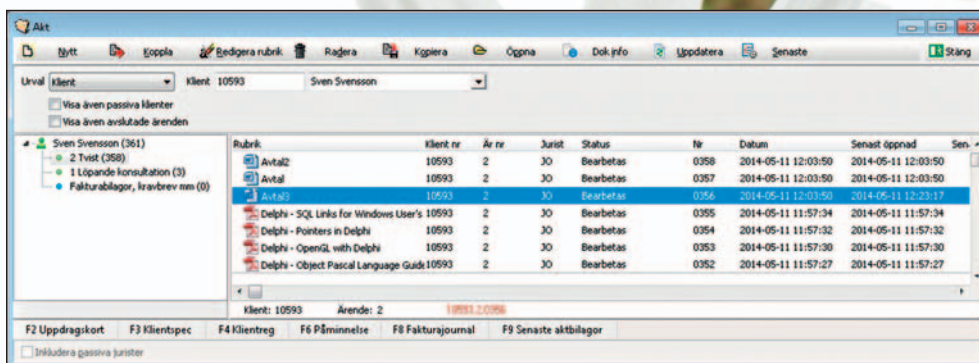 Akt
Nytt Koppla Redigera rubrik Radera Kopiera Öppna Dok.info Uppdatera Senaste Stäng
Urval Klient Klient 10593 Sven Svensson
Visa även passiva klienter
Visa även avslutade ärenden
Sven Svensson (361)
2 Tvist (358)
1 Löpande konsultation (3)
Fakturabilagor, kravbrev mm (0)
Rubrik Klient nr Är nr Jurist Status Nr Datum Senast öppnad Sen
Avtal2 10593 2 JO Bearbetas 0358 2014-05-11 12:03:50 2014-05-11 12:03:50
Avtal 10593 2 JO Bearbetas 0357 2014-05-11 12:03:50 2014-05-11 12:03:50
Avtal3 10593 2 JO Bearbetas 0356 2014-05-11 12:03:50 2014-05-11 12:23:17
Delphi - SQL Links for Windows User's 10593 2 JO Bearbetas 0355 2014-05-11 11:57:34 2014-05-11 11:57:34
Delphi - Pointers in Delphi 10593 2 JO Bearbetas 0354 2014-05-11 11:57:32 2014-05-11 11:57:32
Delphi - OpenGL with Delphi 10593 2 JO Bearbetas 0353 2014-05-11 11:57:30 2014-05-11 11:57:30
Delphi - Object Pascal Language Guide 10593 2 JO Bearbetas 0352 2014-05-11 11:57:27 2014-05-11 11:57:27
Klient: 10593 Ärende: 2 10593.2.0356
F2 Uppdragskort F3 Klientspec F4 Klientreg F6 Påminnelse F8 Fakturajournal F9 Senaste aktbilagor
Inkludera passiva jurister